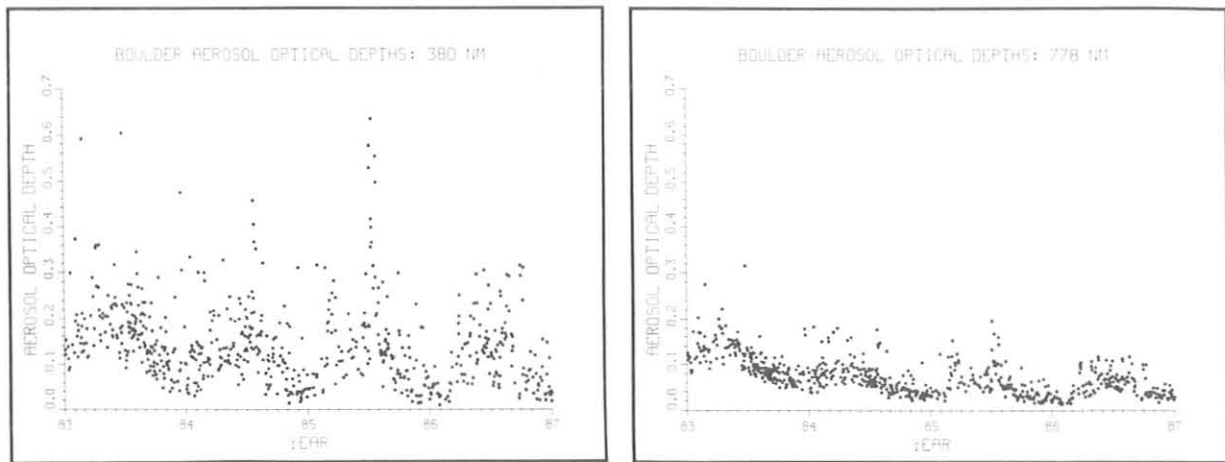 BOULDER AEROSOL OPTICAL DEPTHS: 380 NM
AEROSOL OPTICAL DEPTH
0.7
0.6
0.5
0.4
0.3
0.2
0.1
0.0
83 84 85 86 87
YEAR
BOULDER AEROSOL OPTICAL DEPTHS: 778 NM
AEROSOL OPTICAL DEPTH
0.7
0.6
0.5
0.4
0.3
0.2
0.1
0.0
83 84 85 86 87
YEAR